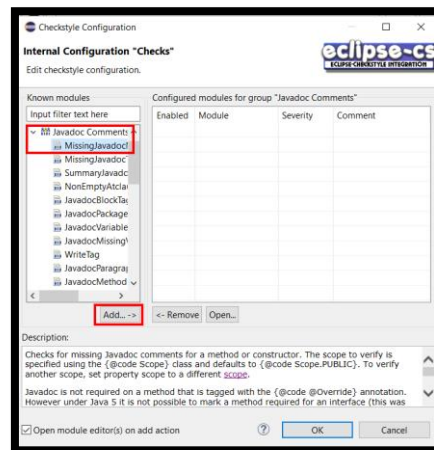 Checkstyle Configuration
Internal Configuration "Checks"
Edit checkstyle configuration.
eclipse-cs
ECLIPSE-CHECKSTYLE INTEGRATION
Known modules
Configured modules for group "Javadoc Comments"
Input filter text here
Enabled Module Severity Comment
Javadoc Comments
MissingJavadocM
MissingJavadoc
SummaryJavadc
NonEmptyAtclau
JavadocBlockTag
JavadocPackage
JavadocVariable
JavadocMissing
WriteTag
JavadocParagrap
JavadocMethod
Add... ->
<- Remove
Open...
Description:
Checks for missing Javadoc comments for a method or constructor. The scope to verify is
specified using the {@code Scope} class and defaults to {@code Scope.PUBLIC}. To verify
another scope, set property scope to a different scope.
Javadoc is not required on a method that is tagged with the {@code @Override} annotation.
However under Java 5 it is not possible to mark a method required for an interface (this was
Open module editor(s) on add action
OK
Cancel